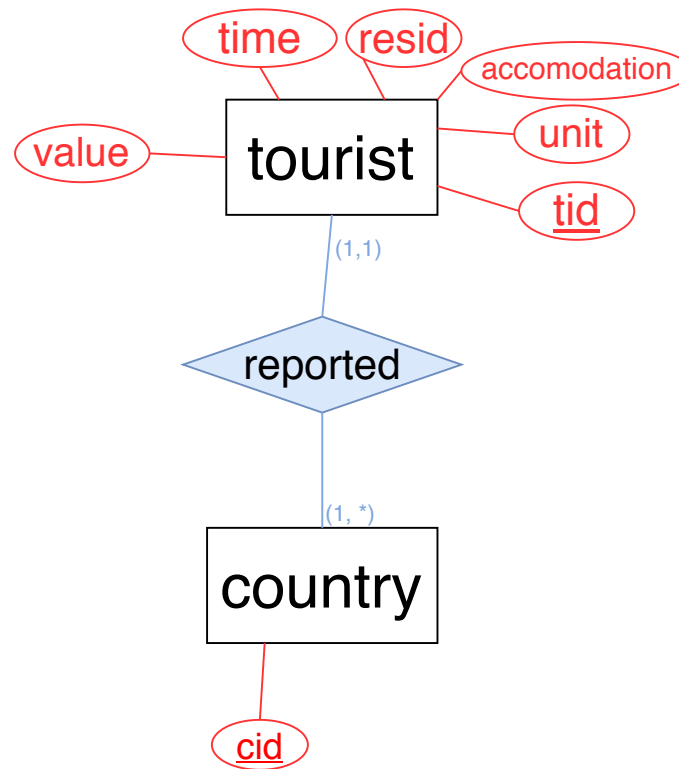 time
resid
accomodation
value
tourist
unit
tid
(1,1)
reported
(1, *)
country
cid